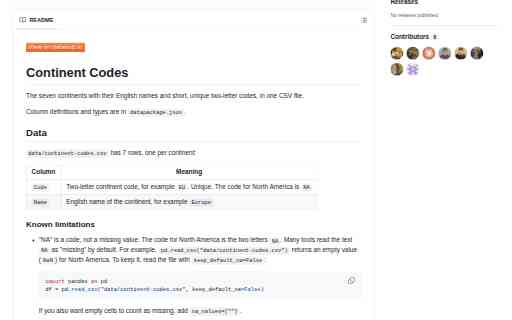 README
Releases
No releases published
Contributors 8
Continent Codes
The seven continents with their English names and short, unique two-letter codes, in one CSV file.
Column definitions and types are in datapackage.json.
Data
data/continent-codes.csv has 7 rows, one per continent:
Column Meaning
Code Two-letter continent code, for example EU. Unique. The code for North America is NA.
Name English name of the continent, for example Europe
Known limitations
"NA" is a code, not a missing value. The code for North America is the two letters NA. Many tools read the text
NA as "missing" by default. For example, pd.read_csv("data/continent-codes.csv") returns an empty value
(NaN) for North America. To keep it, read the file with keep_default_na=False.
import pandas as pd
df = pd.read_csv("data/continent-codes.csv", keep_default_na=False)
If you also want empty cells to count as missing, add na_values=[""].